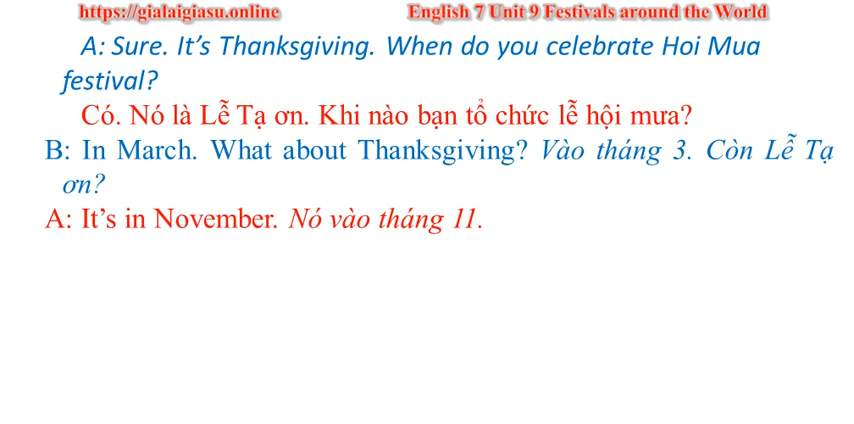 https://gialaigiasu.online English 7 Unit 9 Festivals around the World
A: Sure. It’s Thanksgiving. When do you celebrate Hoi Mua
festival?
Có. Nó là Lễ Tạ ơn. Khi nào bạn tổ chức lễ hội mưa?
B: In March. What about Thanksgiving? Vào tháng 3. Còn Lễ Tạ
ơn?
A: It’s in November. Nó vào tháng 11.